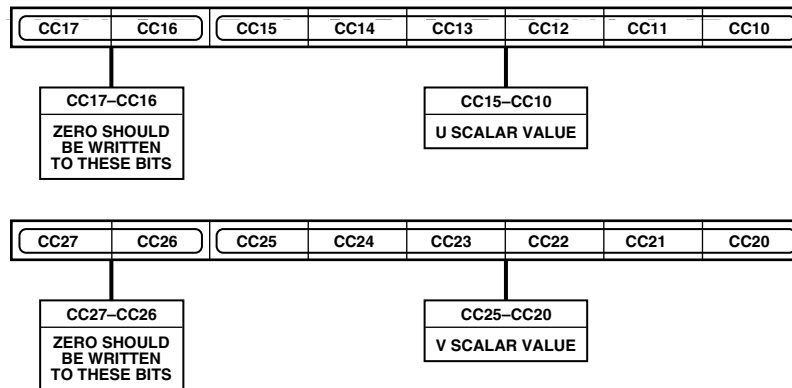 CC17 CC16 CC15 CC14 CC13 CC12 CC11 CC10
CC17–CC16
ZERO SHOULD
BE WRITTEN
TO THESE BITS
CC15–CC10
U SCALAR VALUE
CC27 CC26 CC25 CC24 CC23 CC22 CC21 CC20
CC27–CC26
ZERO SHOULD
BE WRITTEN
TO THESE BITS
CC25–CC20
V SCALAR VALUE